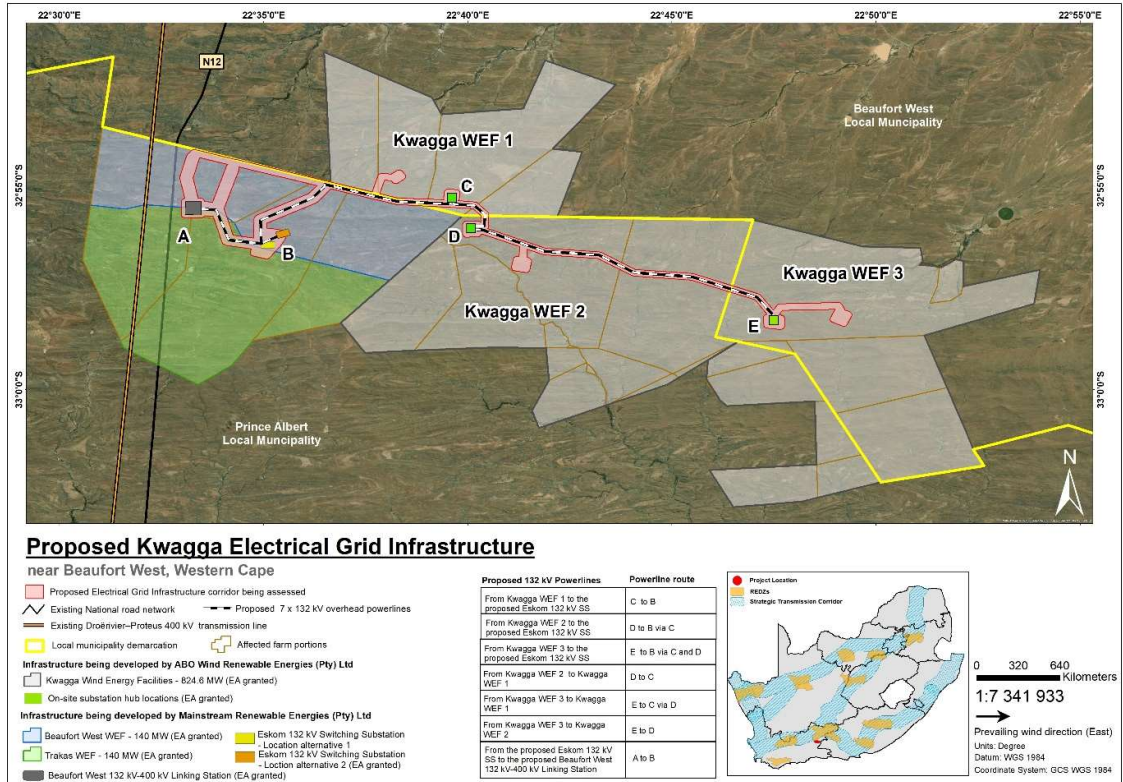 22°30'0"E
22°35'0"E
22°40'0"E
22°45'0"E
22°50'0"E
22°55'0"E
N12
Beaufort West
Local Muncipality
Kwagga WEF 1
32°55'0"S
32°55'0"S
C
A
D
B
Kwagga WEF 3
Kwagga WEF 2
E
33°0'0"S
33°0'0"S
Prince Albert
Local Muncipality
N
Proposed Kwagga Electrical Grid Infrastructure
near Beaufort West, Western Cape
Proposed Electrical Grid Infrastructure corridor being assessed
Existing National road network
Proposed 7 x 132 kV overhead powerlines
Existing Droërivier–Proteus 400 kV transmission line
Local municipality demarcation
Affected farm portions
Infrastructure being developed by ABO Wind Renewable Energies (Pty) Ltd
Kwagga Wind Energy Facilities - 824.6 MW (EA granted)
On-site substation hub locations (EA granted)
Infrastructure being developed by Mainstream Renewable Energies (Pty) Ltd
Beaufort West WEF - 140 MW (EA granted)
Eskom 132 kV Switching Substation
- Location alternative 1
Trakas WEF - 140 MW (EA granted)
Eskom 132 kV Switching Substation
- Loction alternative 2 (EA granted)
Beaufort West 132 kV-400 kV Linking Station (EA granted)
Proposed 132 kV Powerlines
Powerline route
From Kwagga WEF 1 to the
proposed Eskom 132 kV SS
C to B
From Kwagga WEF 2 to the
proposed Eskom 132 kV SS
D to B via C
From Kwagga WEF 3 to the
proposed Eskom 132 kV SS
E to B via C and D
From Kwagga WEF 2 to Kwagga
WEF 1
D to C
From Kwagga WEF 3 to Kwagga
WEF 1
E to C via D
From Kwagga WEF 3 to Kwagga
WEF 2
E to D
From the proposed Eskom 132 kV
SS to the proposed Beaufort West
132 kV-400 kV Linking Station
A to B
Project Location
REDZs
Strategic Transmission Corridor
0 320 640
Kilometers
1:7 341 933
Prevailing wind direction (East)
Units: Degree
Datum: WGS 1984
Coordinate System: GCS WGS 1984